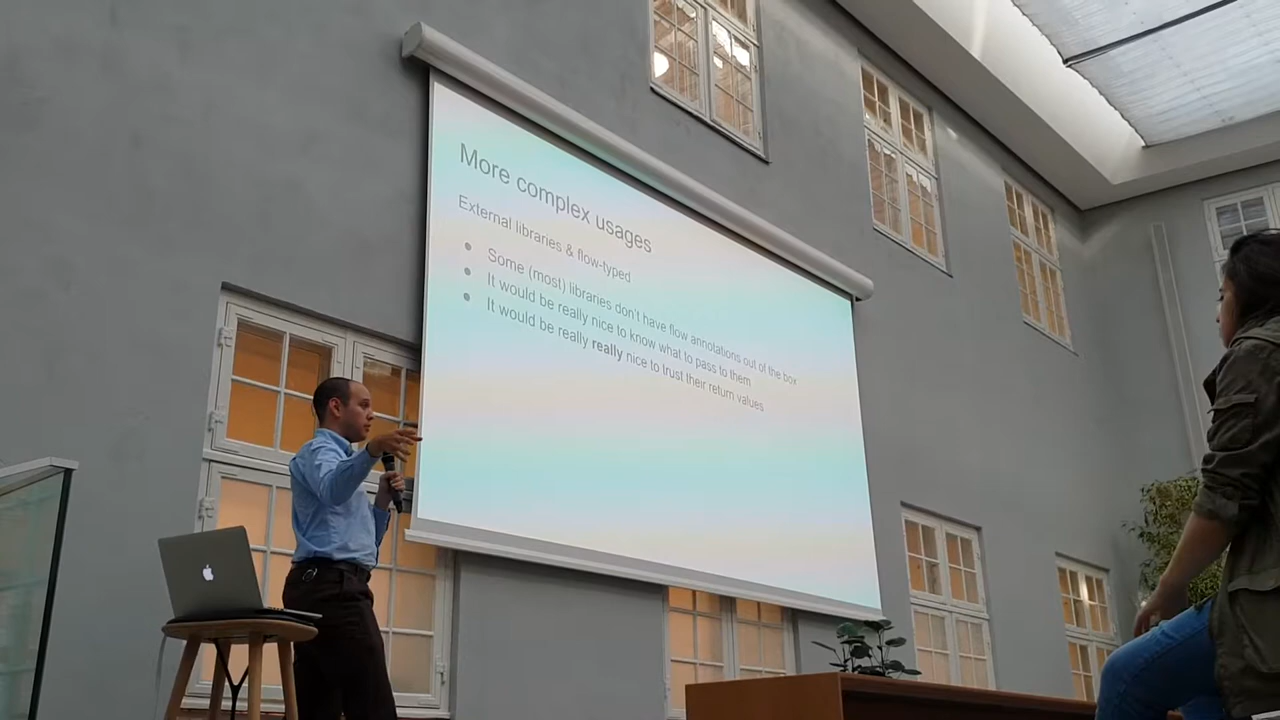 More complex usages
External libraries & flow-typed
Some (most) libraries don't have flow annotations out of the box
It would be really nice to know what to pass to them
It would be really really nice to trust their return values